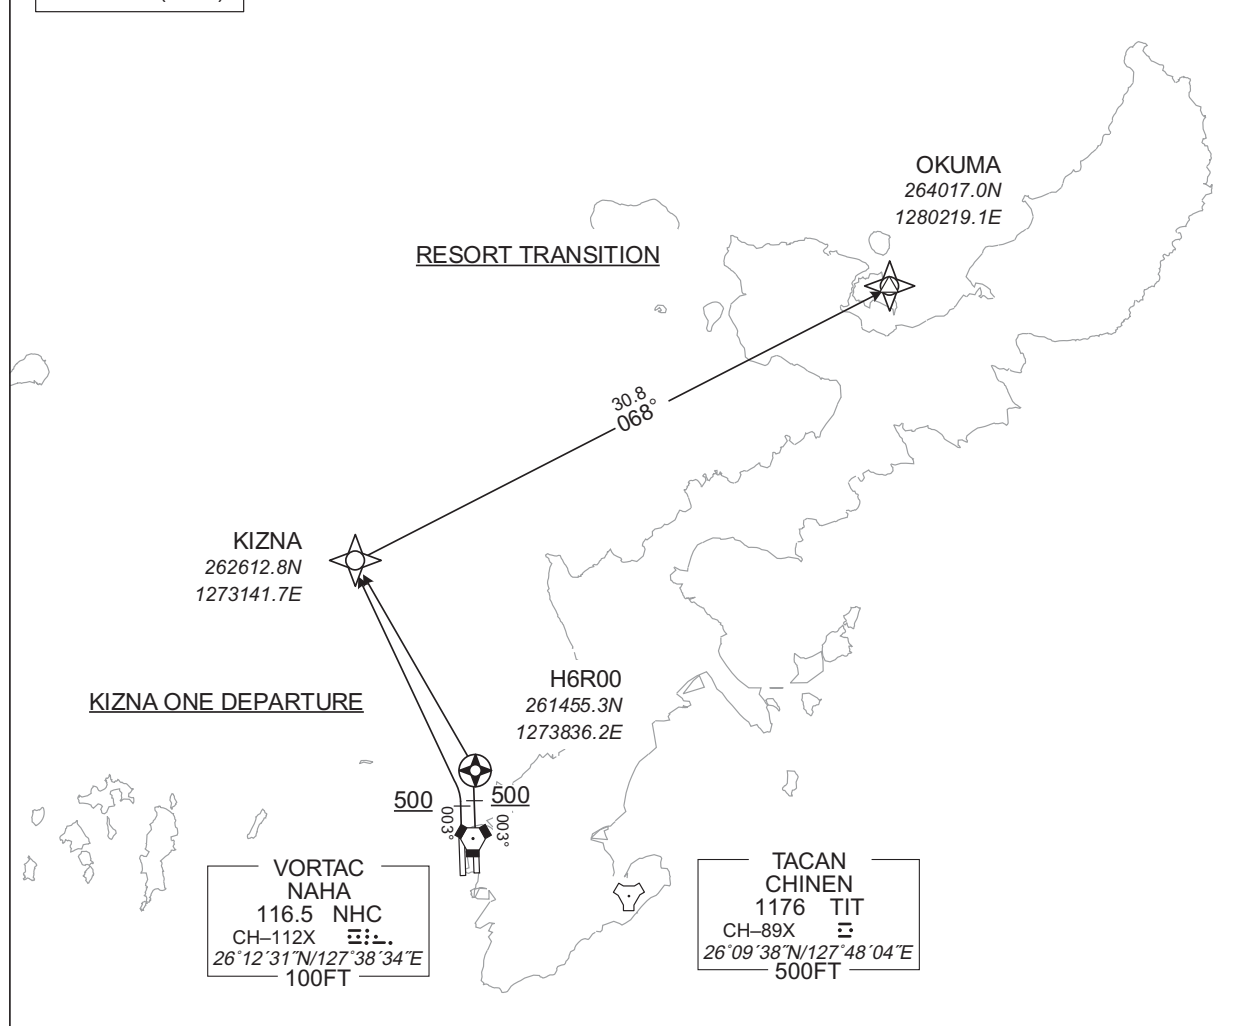 OKUMA
264017.0N
1280219.1E
RESORT TRANSITION
30.8
068°
KIZNA
262612.8N
1273141.7E
H6R00
261455.3N
1273836.2E
KIZNA ONE DEPARTURE
500
500
003°
003°
VORTAC
NAHA
116.5 NHC
CH–112X
26°12´31˝N/127°38´34˝E
100FT
TACAN
CHINEN
1176 TIT
CH–89X
26°09´38˝N/127°48´04˝E
500FT